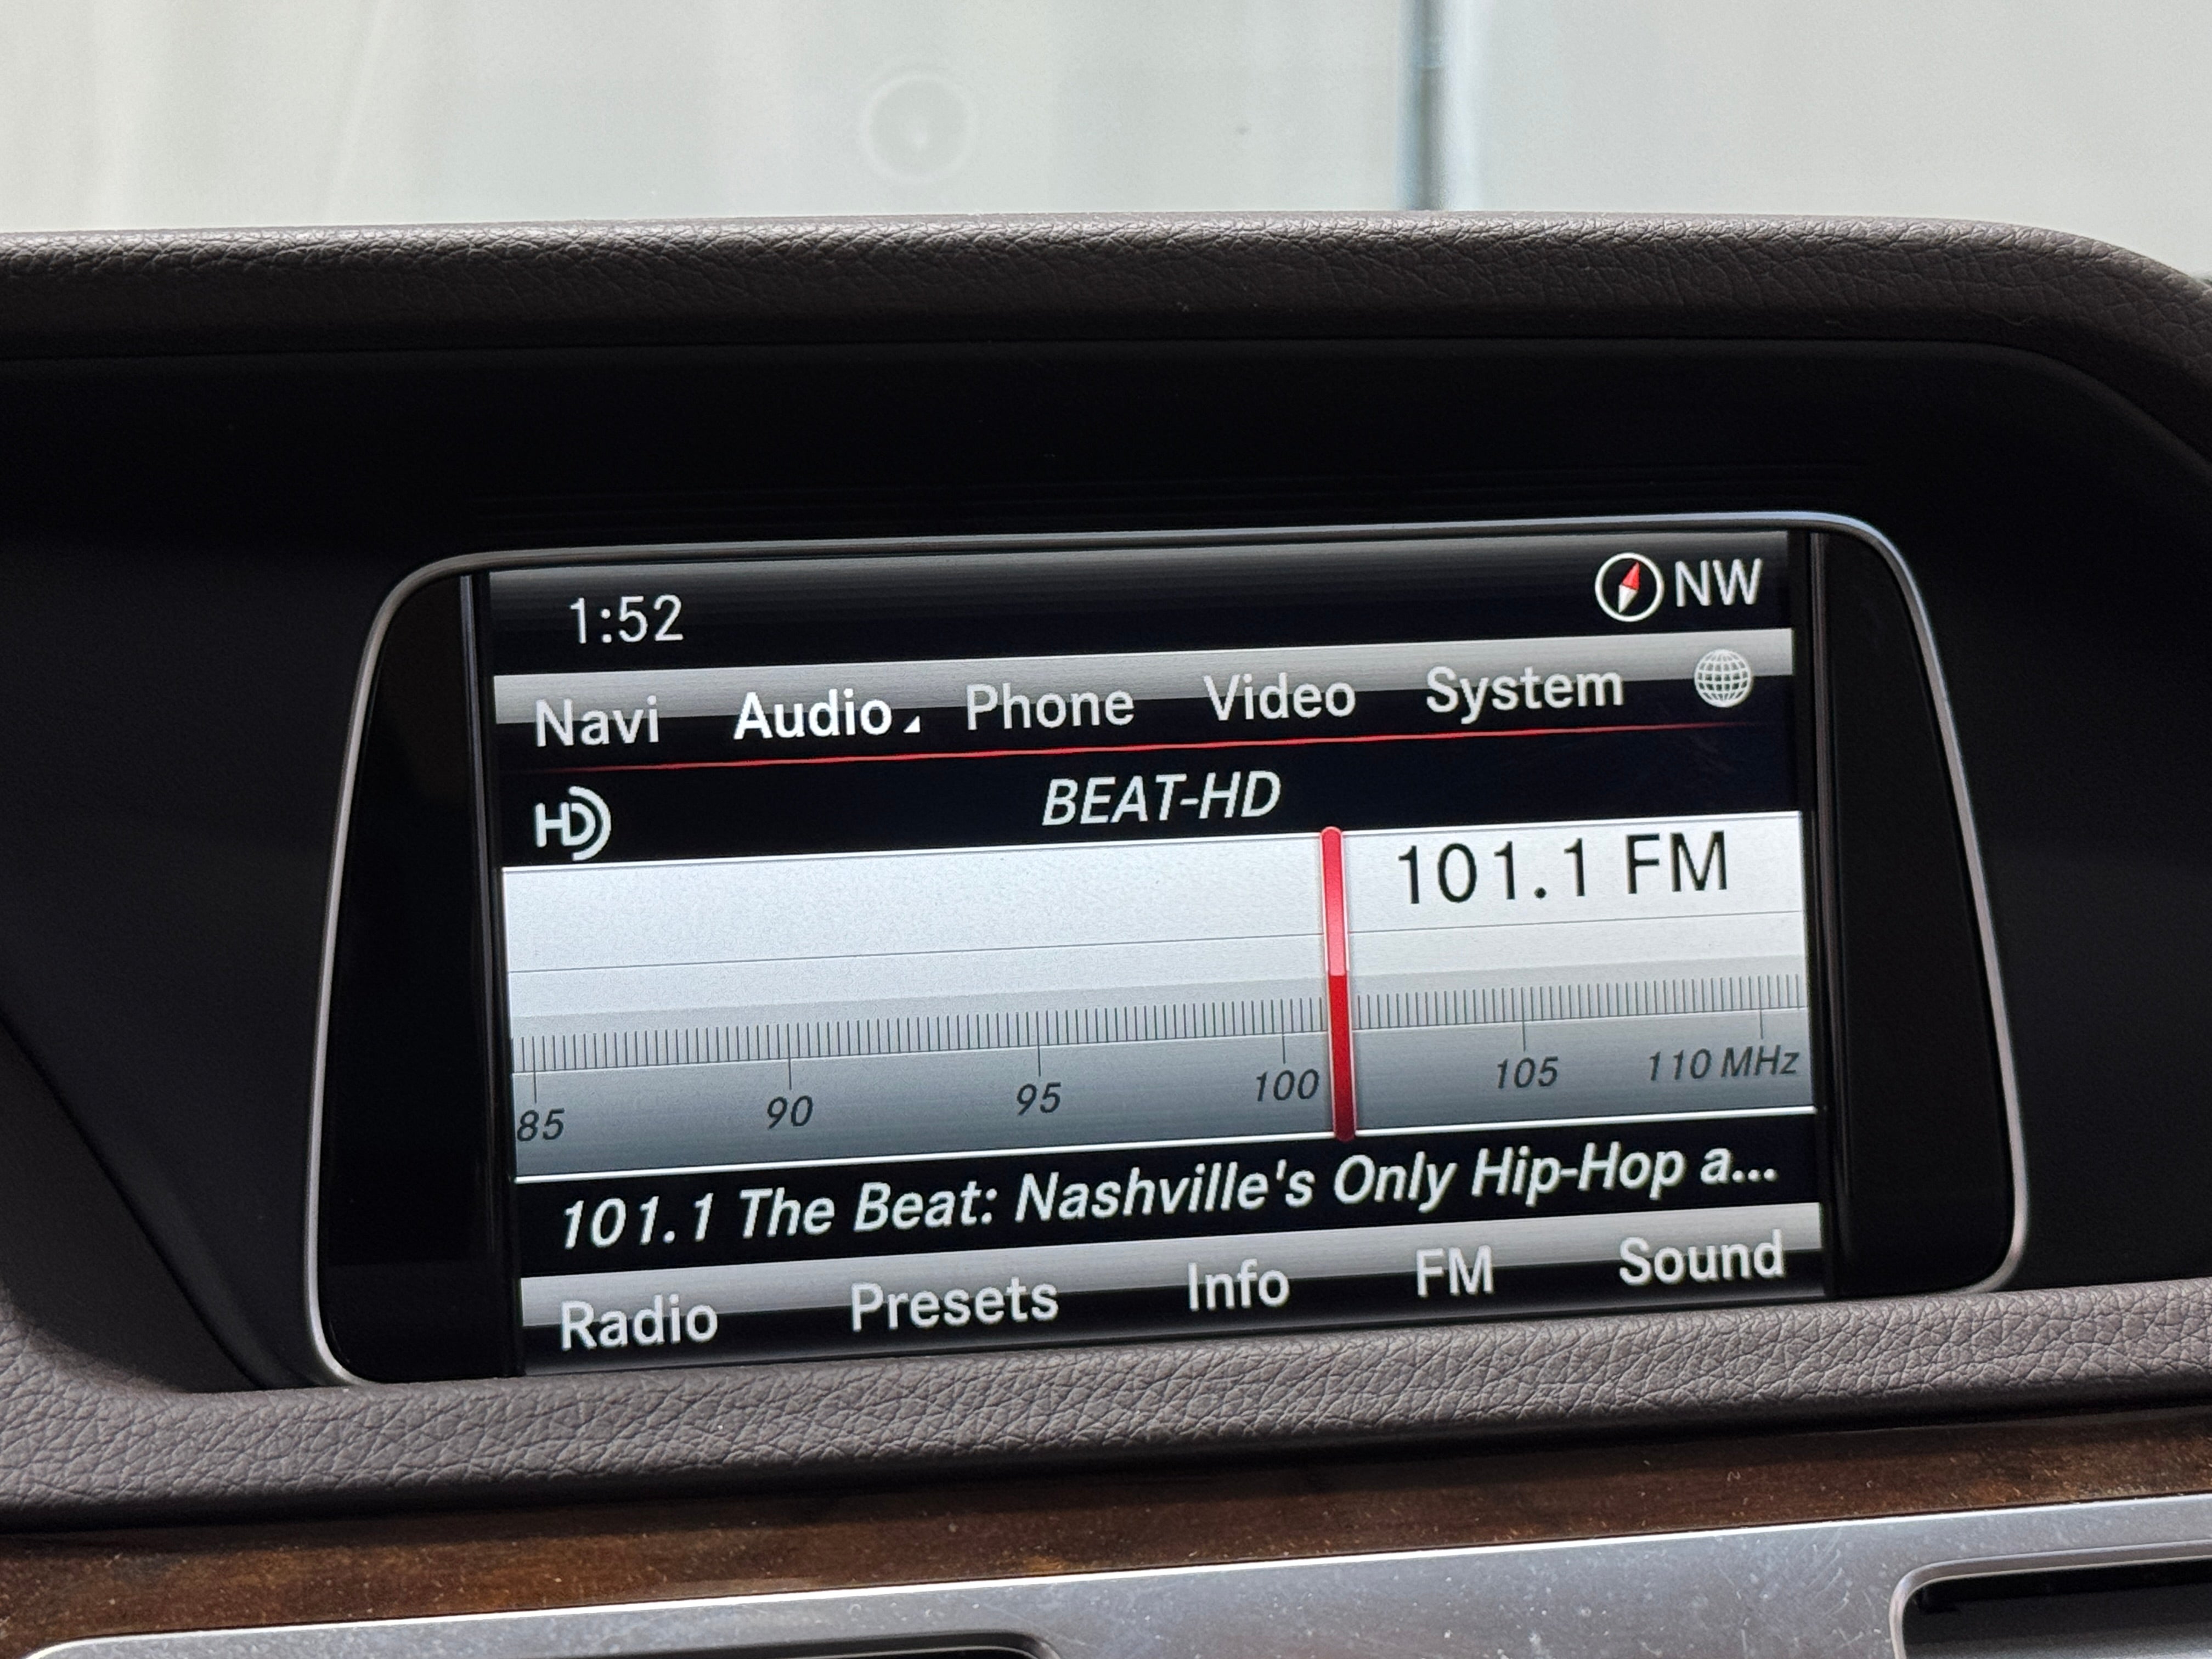 1:52 NW
Navi Audio Phone Video System
HD BEAT-HD
101.1 FM
85 90 95 100 105 110 MHz
101.1 The Beat: Nashville's Only Hip-Hop a...
Radio Presets Info FM Sound